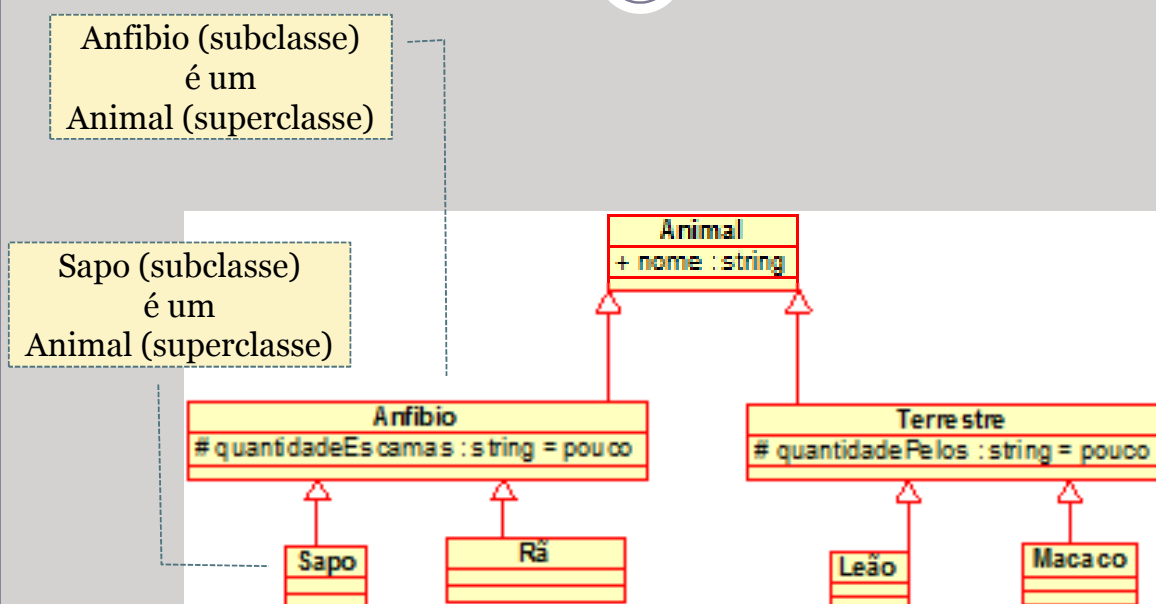 Anfibio (subclasse)
é um
Animal (superclasse)
Animal
+ nome : string
Sapo (subclasse)
é um
Animal (superclasse)
Anfibio
# quantidadeEscamas : string = pouco
Terrestre
# quantidadePelos : string = pouco
Sapo
Rã
Leão
Macaco